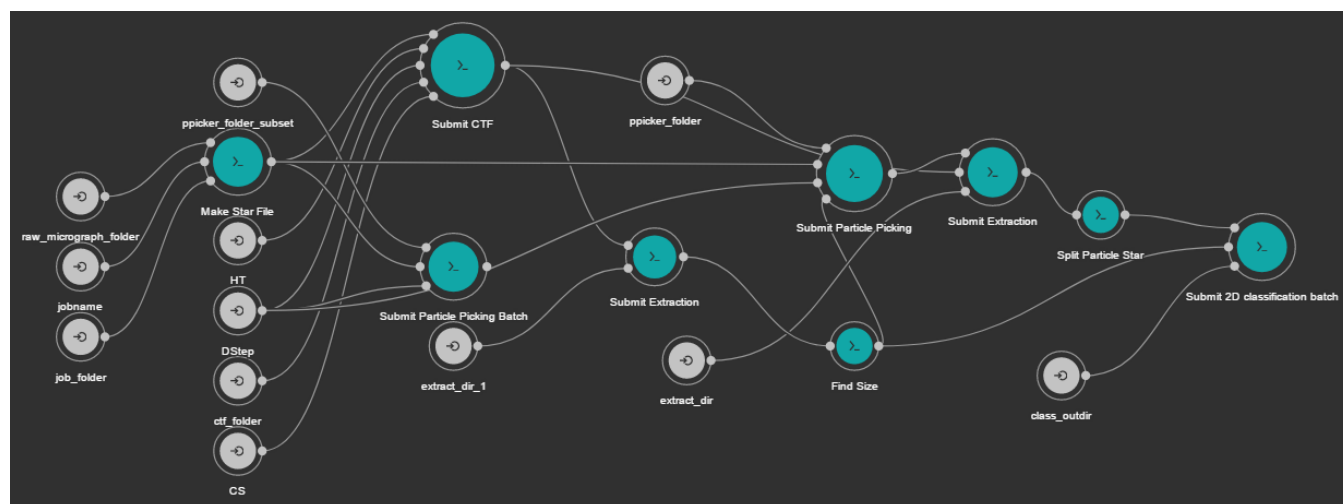 Submit CTF
ppicker_folder_subset
ppicker_folder
Make Star File
raw_micrograph_folder
Submit Particle Picking
Submit Extraction
Split Particle Star
HT
jobname
Submit Particle Picking Batch
Submit Extraction
Submit 2D classification batch
DStep
job_folder
extract_dir_1
extract_dir
Find Size
class_outdir
ctf_folder
CS